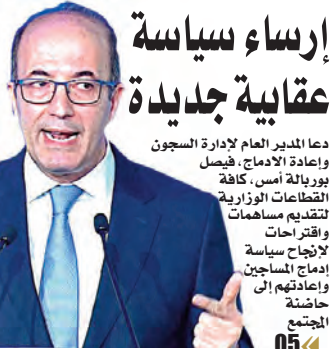 إرساء سياسة
عقابية جديدة
دعا المدير العام لإدارة السجون
وإعادة الادماج، فيصل
بوربالة أمس، كافة
القطاعات الوزارية
لتقديم مساهمات
واقتراحات
لإنجاح سياسة
إدماج المساجين
وإعادتهم إلى
حاضنة
المجتمع
05